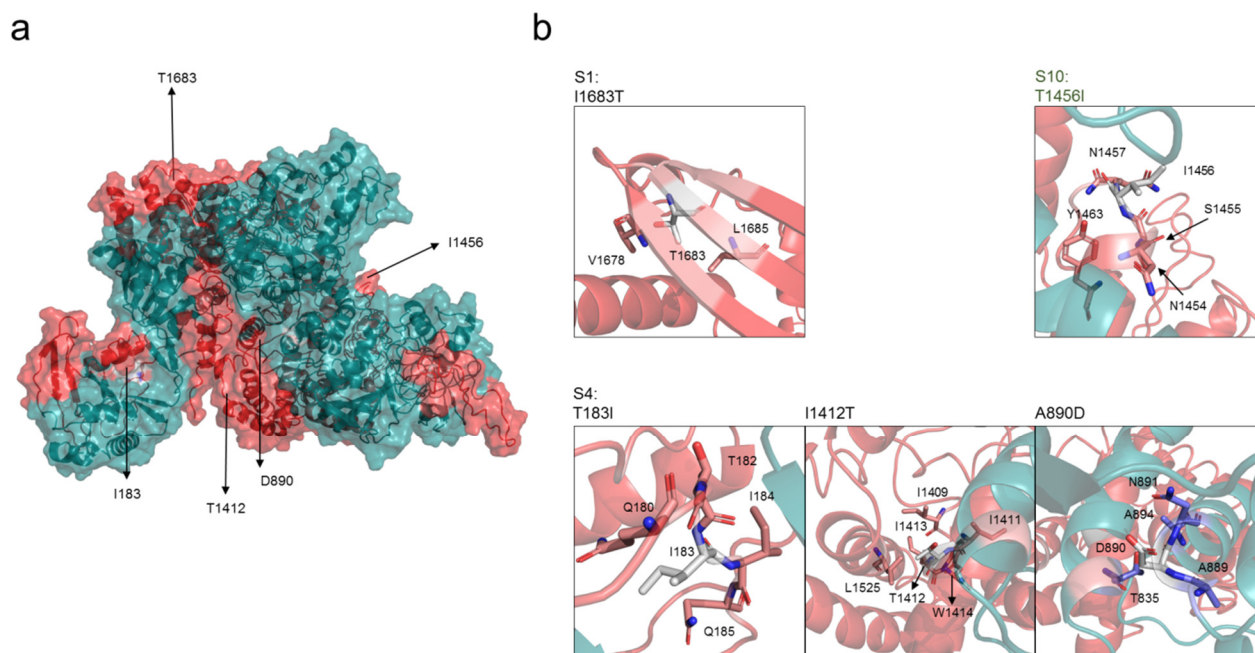 a
b
T1683
I1456
I183
T1412
D890
S1:
I1683T
V1678
T1683
L1685
S10:
T1456I
N1457
I1456
Y1463
S1455
N1454
S4:
T183I
T182
Q180
I184
I183
Q185
I1412T
I1409
I1413
I1411
L1525
T1412
W1414
A890D
N891
A894
D890
A889
T835